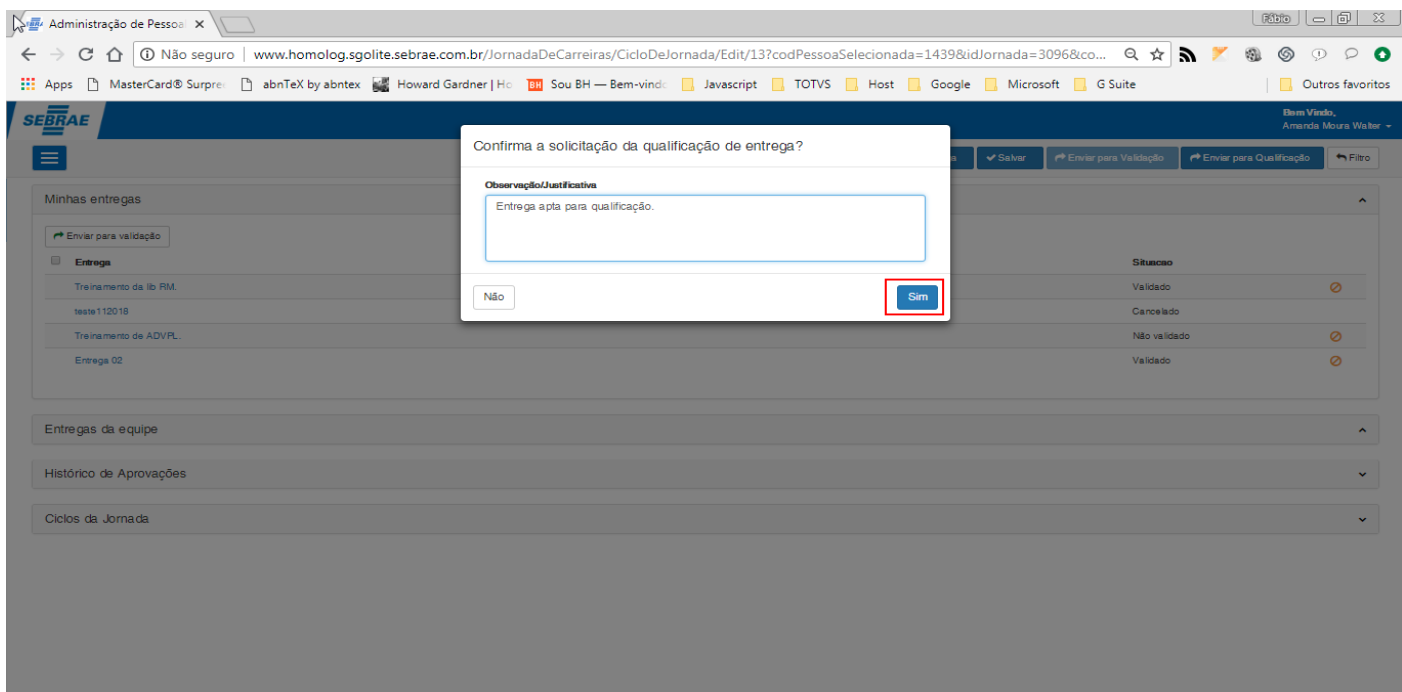 Administração de Pessoa
Fábio
Não seguro | www.homolog.sgolite.sebrae.com.br/JornadaDeCarreiras/CicloDeJornada/Edit/13?codPessoaSelecionada=1439&idJornada=3096&co...
Apps MasterCard® Surpre abnTeX by abntex Howard Gardner | Ho Sou BH — Bem-vindo Javascript TOTVS Host Google Microsoft G Suite Outros favoritos
SEBRAE
Bem Vindo,
Amanda Moura Walter
Confirma a solicitação da qualificação de entrega?
Salvar Enviar para Validação Enviar para Qualificação Filtro
Observação/Justificativa
Minhas entregas
Entrega apta para qualificação.
Enviar para validação
Entrega Situacao
Treinamento da lib RM. Validado
Não Sim
teste112018 Cancelado
Treinamento de ADVPL. Não validado
Entrega 02 Validado
Entregas da equipe
Histórico de Aprovações
Ciclos da Jornada